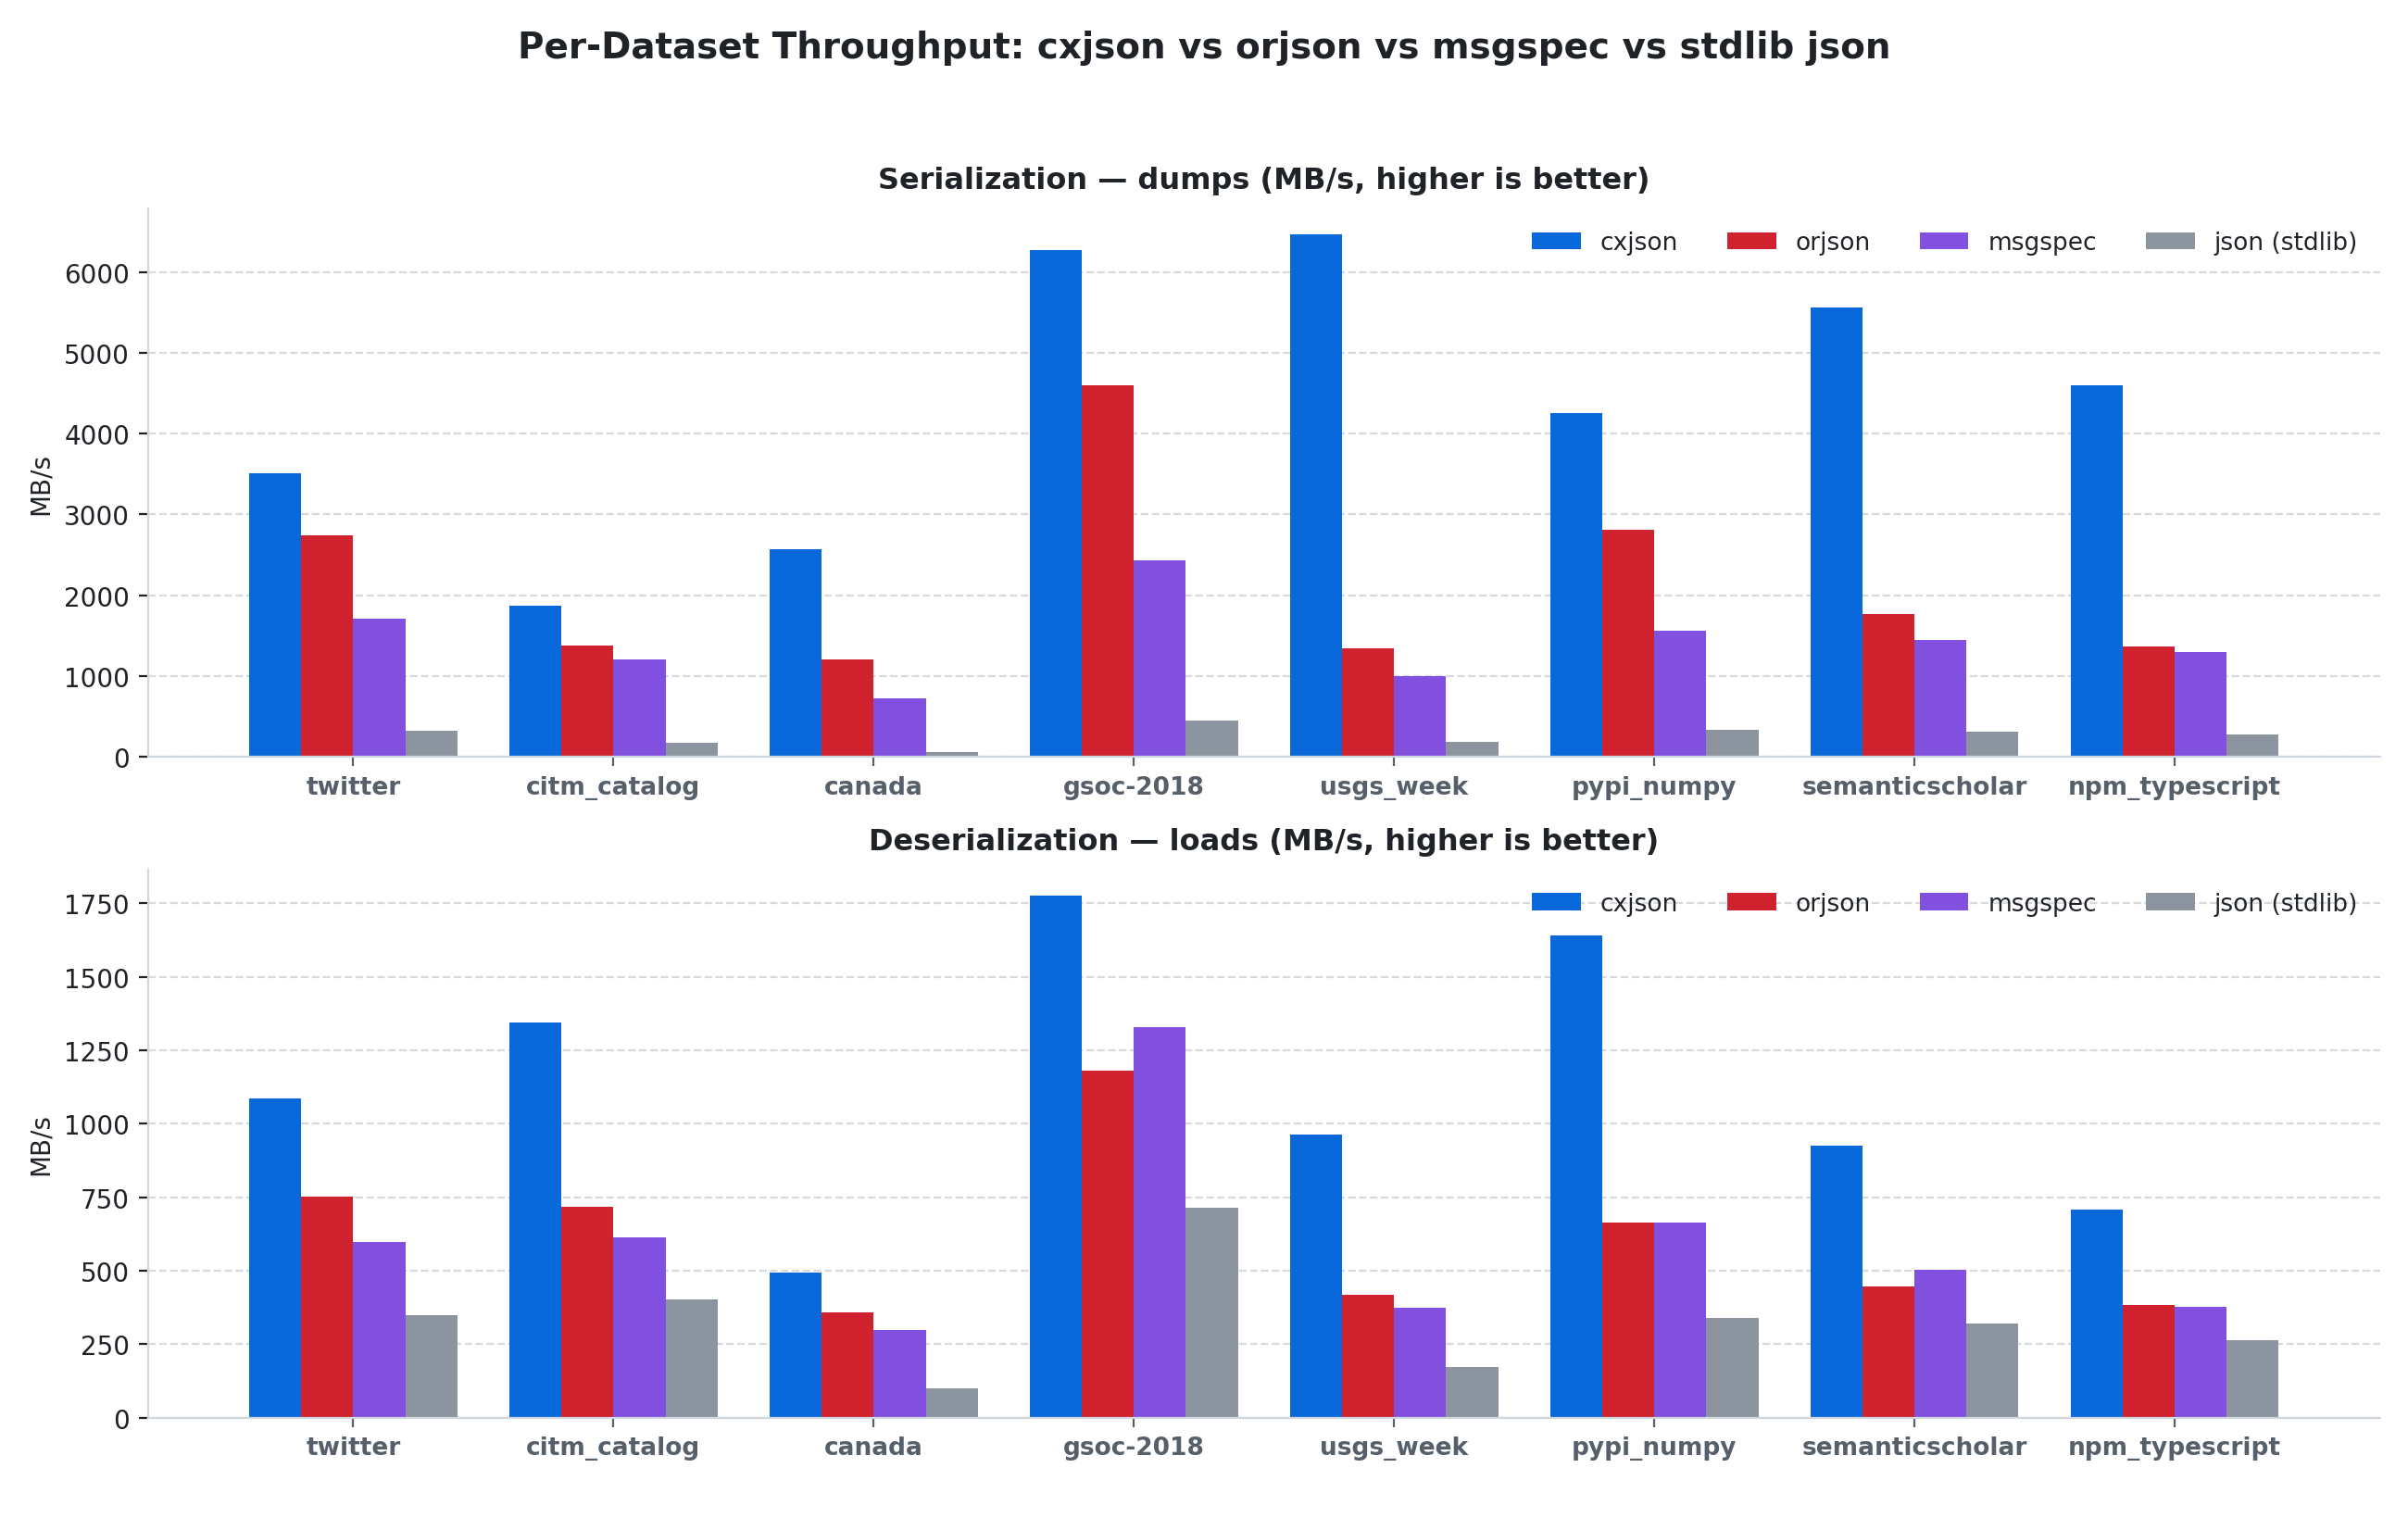 Per-Dataset Throughput: cxjson vs orjson vs msgspec vs stdlib json
Serialization — dumps (MB/s, higher is better)
cxjson orjson msgspec json (stdlib)
MB/s
6000
5000
4000
3000
2000
1000
0
twitter citm_catalog canada gsoc-2018 usgs_week pypi_numpy semanticscholar npm_typescript
Deserialization — loads (MB/s, higher is better)
cxjson orjson msgspec json (stdlib)
MB/s
1750
1500
1250
1000
750
500
250
0
twitter citm_catalog canada gsoc-2018 usgs_week pypi_numpy semanticscholar npm_typescript